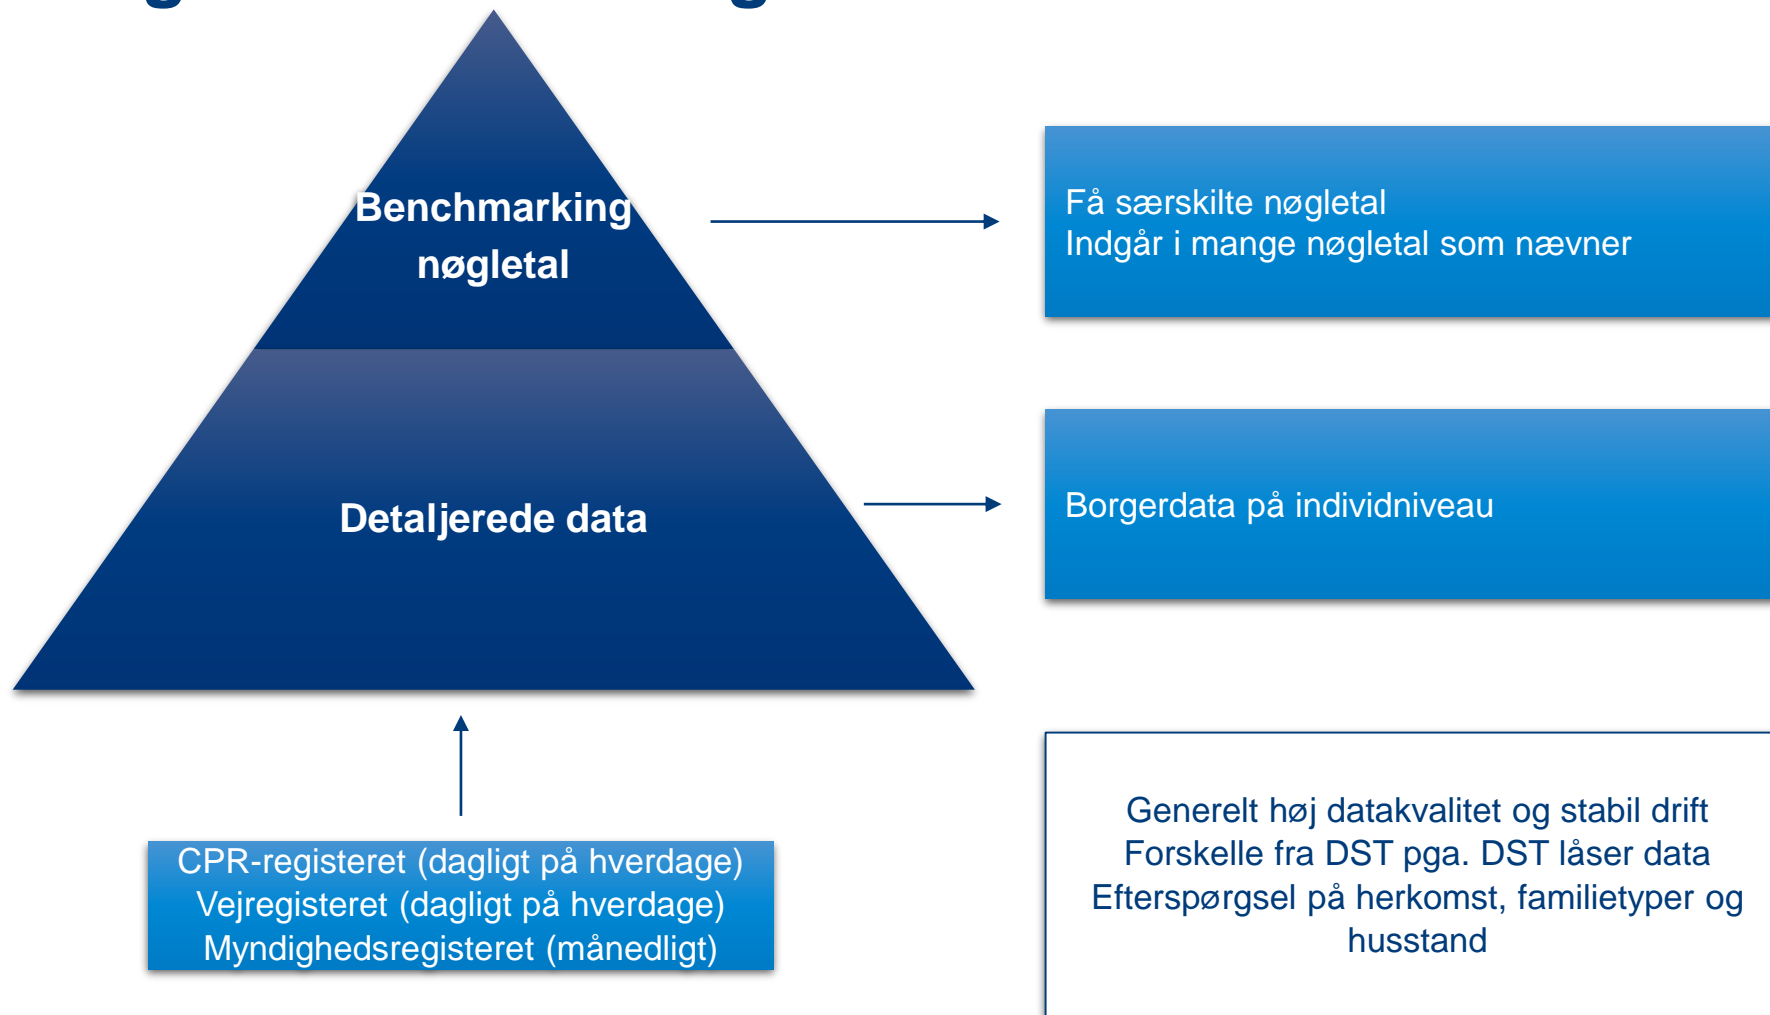 Benchmarking
nøgletal
Få særskilte nøgletal
Indgår i mange nøgletal som nævner
Detaljerede data
Borgerdata på individniveau
CPR-registeret (dagligt på hverdage)
Vejregisteret (dagligt på hverdage)
Myndighedsregisteret (månedligt)
Generelt høj datakvalitet og stabil drift
Forskelle fra DST pga. DST låser data
Efterspørgsel på herkomst, familietyper og
husstand